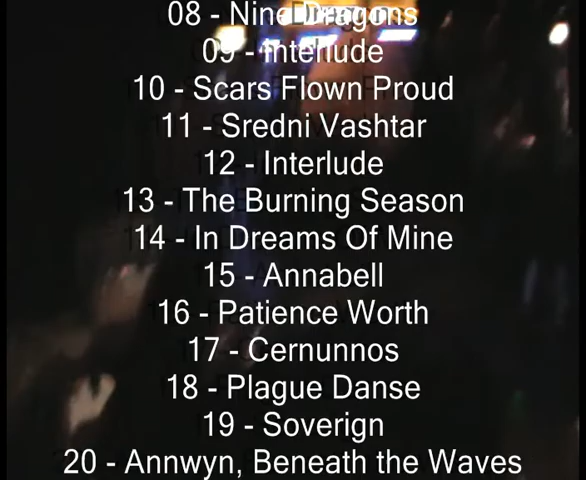 08 - Nine Dragons
09 - Interlude
10 - Scars Flown Proud
11 - Sredni Vashtar
12 - Interlude
13 - The Burning Season
14 - In Dreams Of Mine
15 - Annabell
16 - Patience Worth
17 - Cernunnos
18 - Plague Danse
19 - Soverign
20 - Annwyn, Beneath the Waves